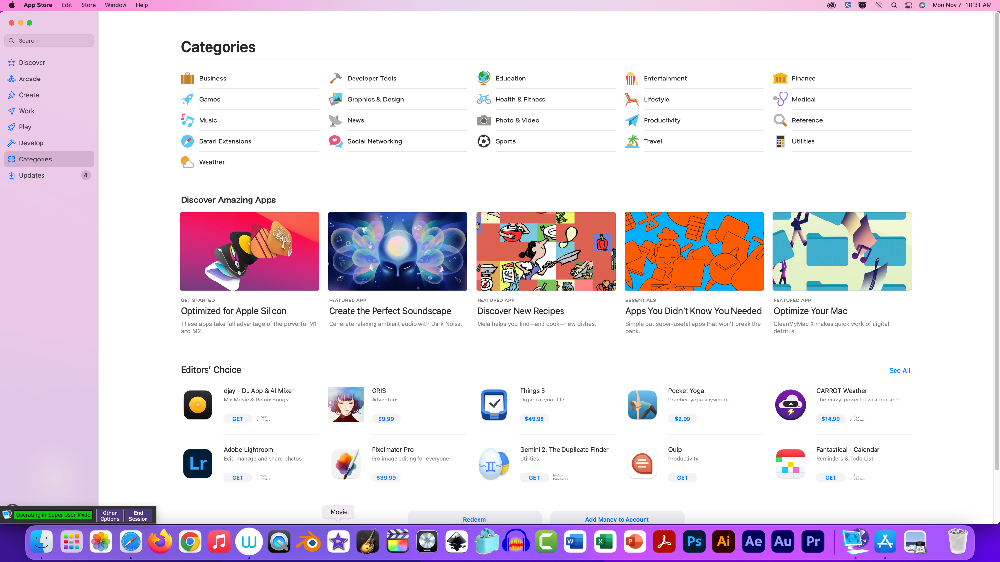 App Store Edit Store Window Help
Mon Nov 7 10:31 AM
Search
Discover
Arcade
Create
Work
Play
Develop
Categories
Updates 4
Categories
Business
Developer Tools
Education
Entertainment
Finance
Games
Graphics & Design
Health & Fitness
Lifestyle
Medical
Music
News
Photo & Video
Productivity
Reference
Safari Extensions
Social Networking
Sports
Travel
Utilities
Weather
Discover Amazing Apps
GET STARTED
Optimized for Apple Silicon
These apps take full advantage of the powerful M1
and M2.
FEATURED APP
Create the Perfect Soundscape
Generate relaxing ambient audio with Dark Noise.
FEATURED APP
Discover New Recipes
Mela helps you find—and cook—new dishes.
ESSENTIALS
Apps You Didn't Know You Needed
Simple but super-useful apps that won't break the
bank.
FEATURED APP
Optimize Your Mac
CleanMyMac X makes quick work of digital
detritus.
Editors' Choice
See All
djay - DJ App & AI Mixer
Mix Music & Remix Songs
GET
In-App
Purchases
GRIS
Adventure
$9.99
Things 3
Organize your life
$49.99
Pocket Yoga
Practice yoga anywhere
$2.99
CARROT Weather
The crazy-powerful weather app
$14.99
In-App
Purchases
Lr
Adobe Lightroom
Edit, manage and share photos
GET
In-App
Purchases
Pixelmator Pro
Pro image editing for everyone
$39.99
Gemini 2: The Duplicate Finder
Utilities
GET
In-App
Purchases
Quip
Productivity
GET
Fantastical - Calendar
Reminders & Todo List
GET
In-App
Purchases
Operating in Super User Mode
Other
Options
End
Session
iMovie
Redeem
Add Money to Account
W
X
P
Ps
Ai
Ae
Au
Pr